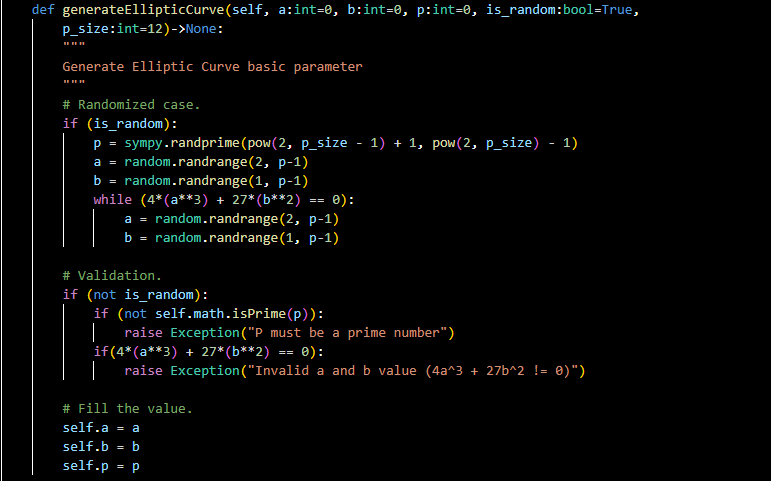 def generateEllipticCurve(self, a:int=0, b:int=0, p:int=0, is_random:bool=True,
p_size:int=12)->None:
"""
Generate Elliptic Curve basic parameter
"""
# Randomized case.
if (is_random):
p = sympy.randprime(pow(2, p_size - 1) + 1, pow(2, p_size) - 1)
a = random.randrange(2, p-1)
b = random.randrange(1, p-1)
while (4*(a**3) + 27*(b**2) == 0):
a = random.randrange(2, p-1)
b = random.randrange(1, p-1)
# Validation.
if (not is_random):
if (not self.math.isPrime(p)):
raise Exception("P must be a prime number")
if(4*(a**3) + 27*(b**2) == 0):
raise Exception("Invalid a and b value (4a^3 + 27b^2 != 0)")
# Fill the value.
self.a = a
self.b = b
self.p = p